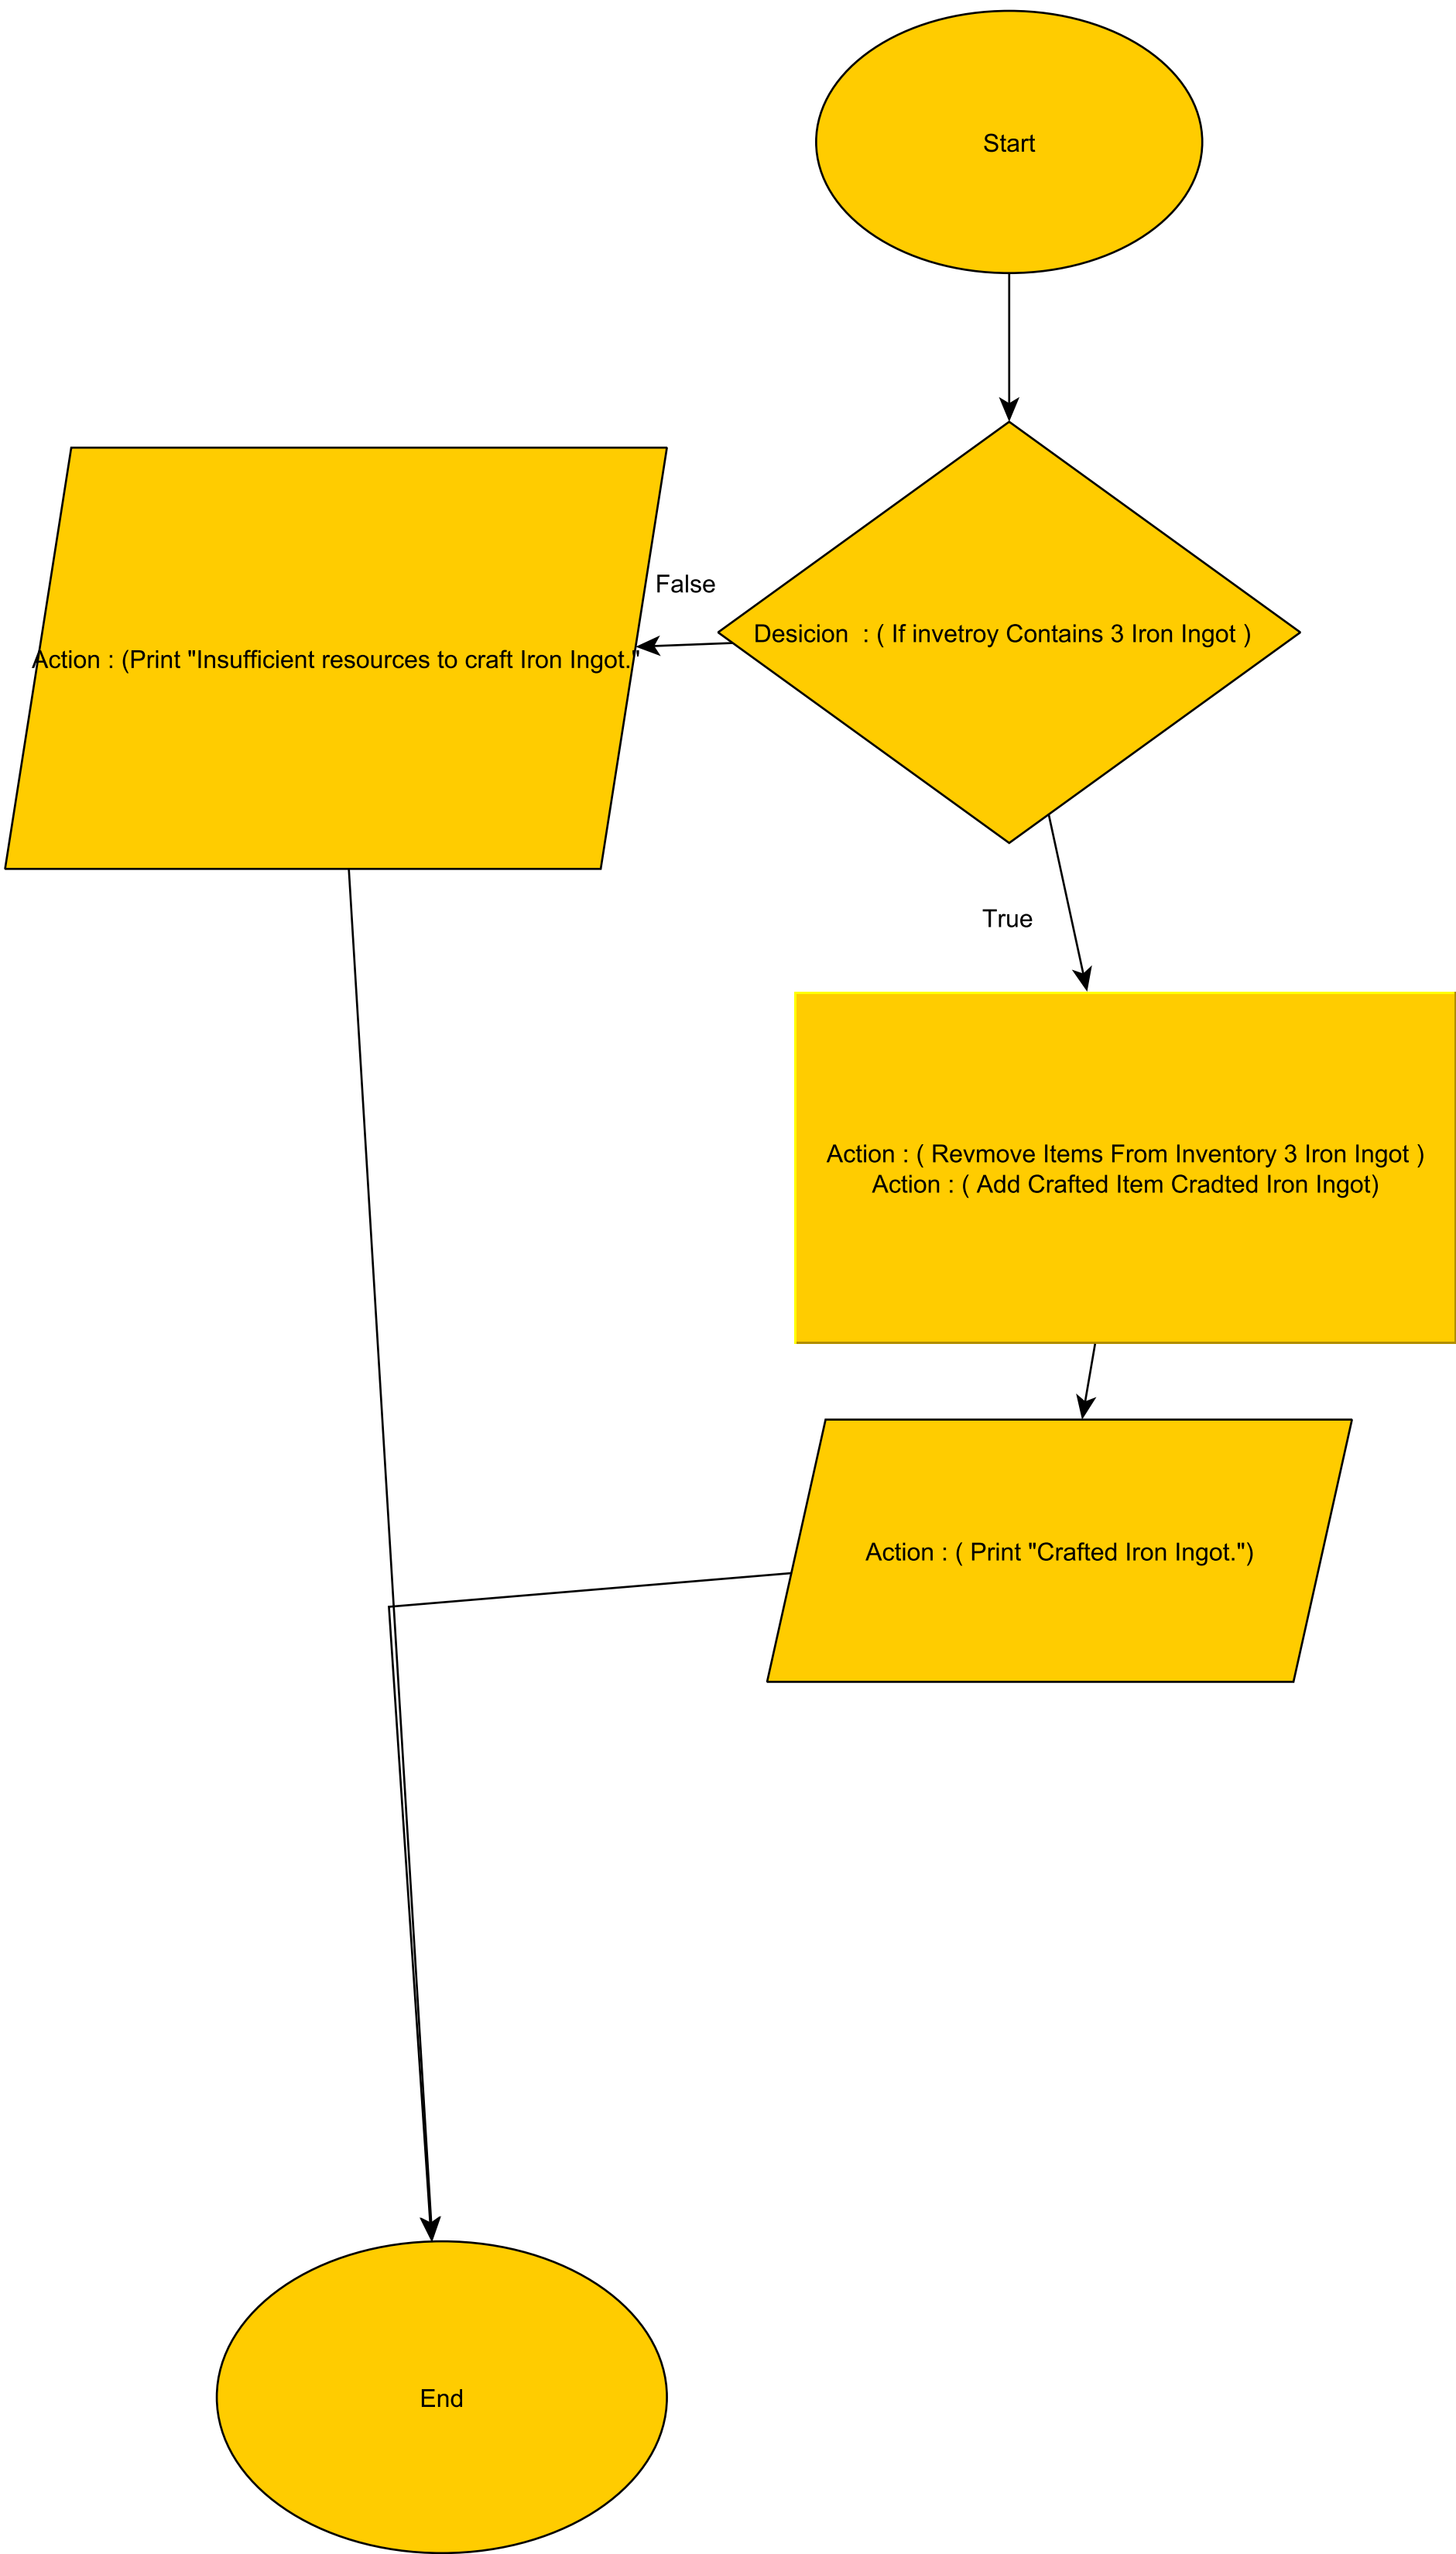 Start
False
Desicion  : ( If invetroy Contains 3 Iron Ingot )
Action : (Print "Insufficient resources to craft Iron Ingot."
True
Action : ( Revmove Items From Inventory 3 Iron Ingot )
Action : ( Add Crafted Item Cradted Iron Ingot)
Action : ( Print "Crafted Iron Ingot.")
End